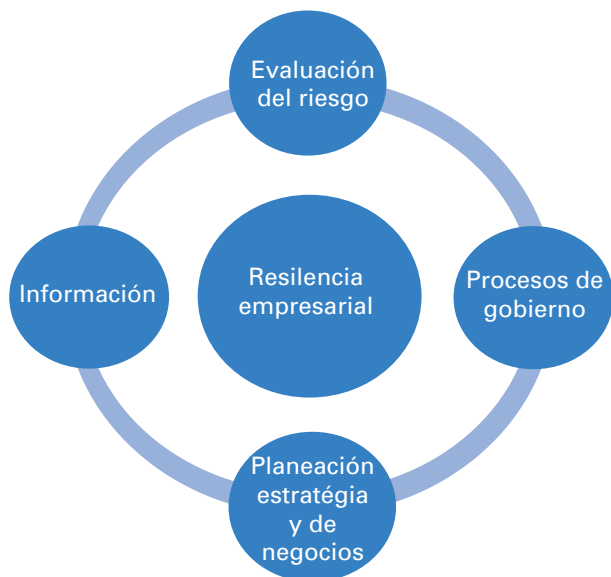 Evaluación
del riesgo
Información
Resilencia
empresarial
Procesos de
gobierno
Planeación
estratégia
y de
negocios